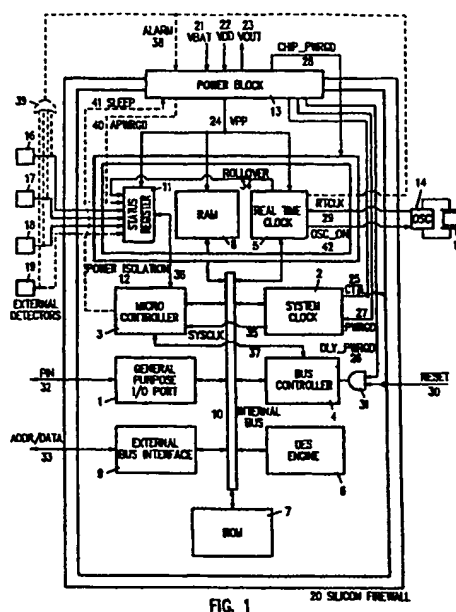 21 22 23
VBAT VDD VOUT
ALARM
38
CHIP_PWRGD
28
POWER BLOCK
13
39
41 SLEEP
40 APWRGD
24 VPP
16
17
18
19
EXTERNAL
DETECTORS
11
STATUS
REGISTER
ROLLOVER
34
RAM
REAL TIME
CLOCK
5
RTCLK
29
OSC_ON
42
14
OSC
POWER ISOLATION
12
36
MICRO
CONTROLLER
3
2
SYSTEM
CLOCK
25
CTR
27
PWRGD
SYSCLK
35
37
DLY_PWRGD
26
PIN
32
GENERAL
PURPOSE
I/O PORT
1
10
INTERNAL
BUS
BUS
CONTROLLER
4
31
RESET
30
ADDR/DATA
33
EXTERNAL
BUS INTERFACE
8
DES
ENGINE
6
ROM
7
20 SILICON FIREWALL
FIG. 1